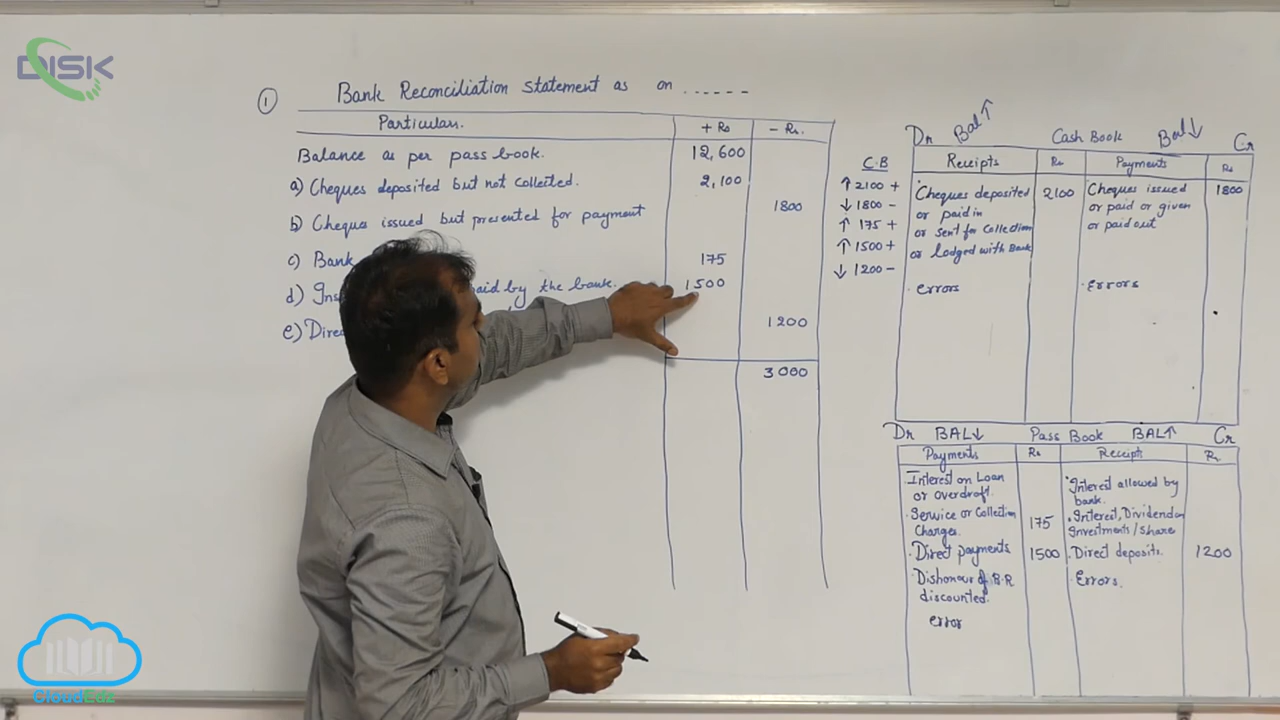 DISK
① Bank Reconciliation statement as on ......
Particulars. + Rs - Rs.
Balance as per pass book. 12,600
a) Cheques deposited but not collected. 2,100
b) Cheque issued but presented for payment 1800
c) Bank 175
d) aid by the bank. 1500
e) Direc 1200
3000
C.B
↑ 2100 +
↓ 1800 -
↑ 175 +
↑ 1500 +
↓ 1200 -
Dr Bal↑ Cash Book Bal↓ Cr
Receipts Rs Payments Rs
Cheques deposited 2100 Cheques issued 1800
or paid in or paid or given
or sent for collection or paid out
or lodged with Bank
· errors · errors
Dr BAL↓ Pass Book BAL↑ Cr
Payments Rs Receipts Rs
Interest on Loan Interest allowed by
or overdraft. bank.
· Service or Collection · Interest, Dividend on
Charges 175 Investments / Share
· Direct payments 1500 · Direct deposits. 1200
· Dishonour of B.R · Errors.
discounted.
error
CloudEdz